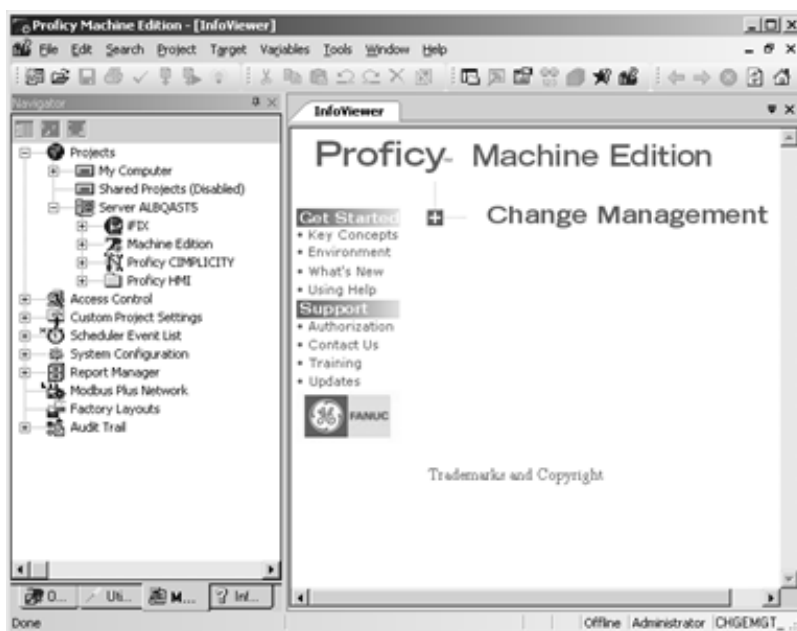 Proficy Machine Edition - [InfoViewer]
File Edit Search Project Target Variables Tools Window Help
Navigator
Projects
My Computer
Shared Projects (Disabled)
Server ALBQASTS
iFIX
Machine Edition
Proficy CIMPLICITY
Proficy HMI
Access Control
Custom Project Settings
Scheduler Event List
System Configuration
Report Manager
Modbus Plus Network
Factory Layouts
Audit Trail
O... Uti... M... Inf...
InfoViewer
Proficy Machine Edition
Change Management
Get Started
• Key Concepts
• Environment
• What's New
• Using Help
Support
• Authorization
• Contact Us
• Training
• Updates
FANUC
Trademarks and Copyright
Done
Offline Administrator CHGEMGT_